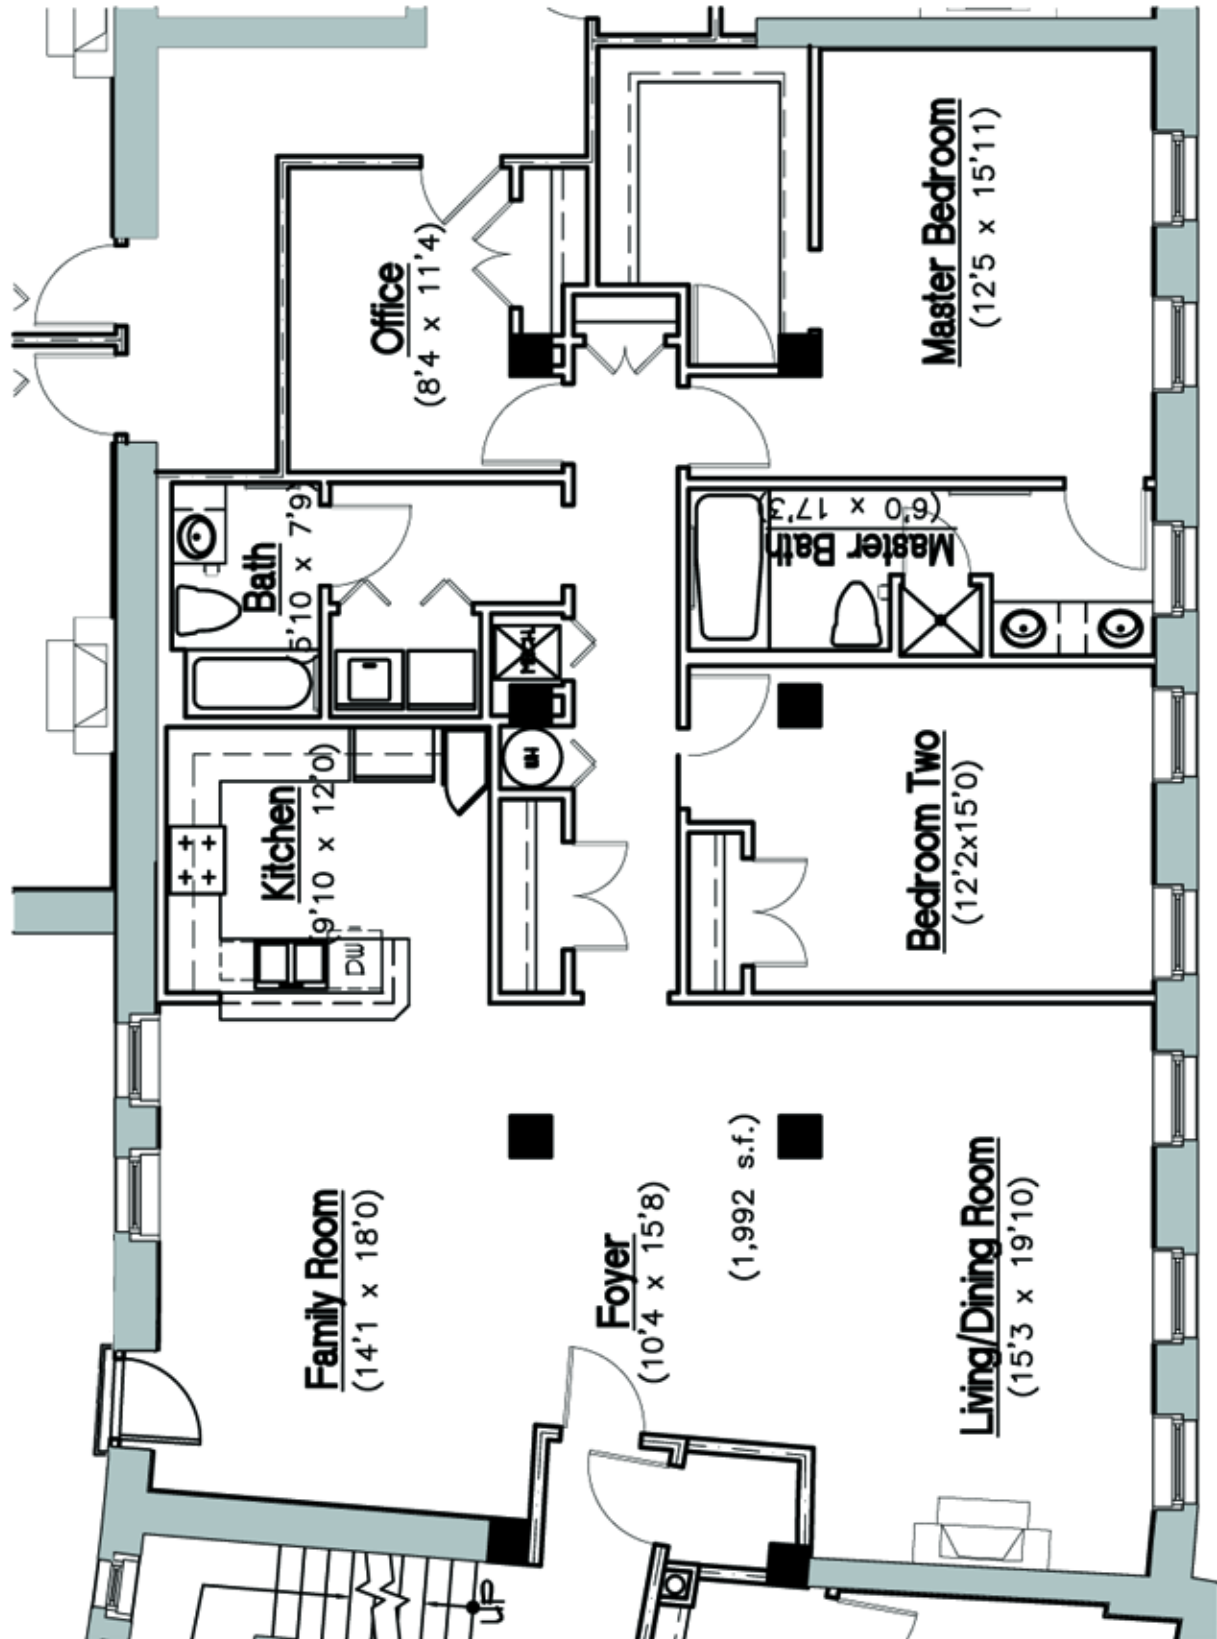 Family Room
(14'1 x 18'0)
Kitchen
(9'10 x 12'0)
DW
Bath
(5'10 x 7'9)
Office
(8'4 x 11'4)
Foyer
(10'4 x 15'8)
(1,992 s.f.)
HW
Living/Dining Room
(15'3 x 19'10)
Bedroom Two
(12'2x15'0)
Master Bath
(6'0 x 17'3)
Master Bedroom
(12'5 x 15'11)
up